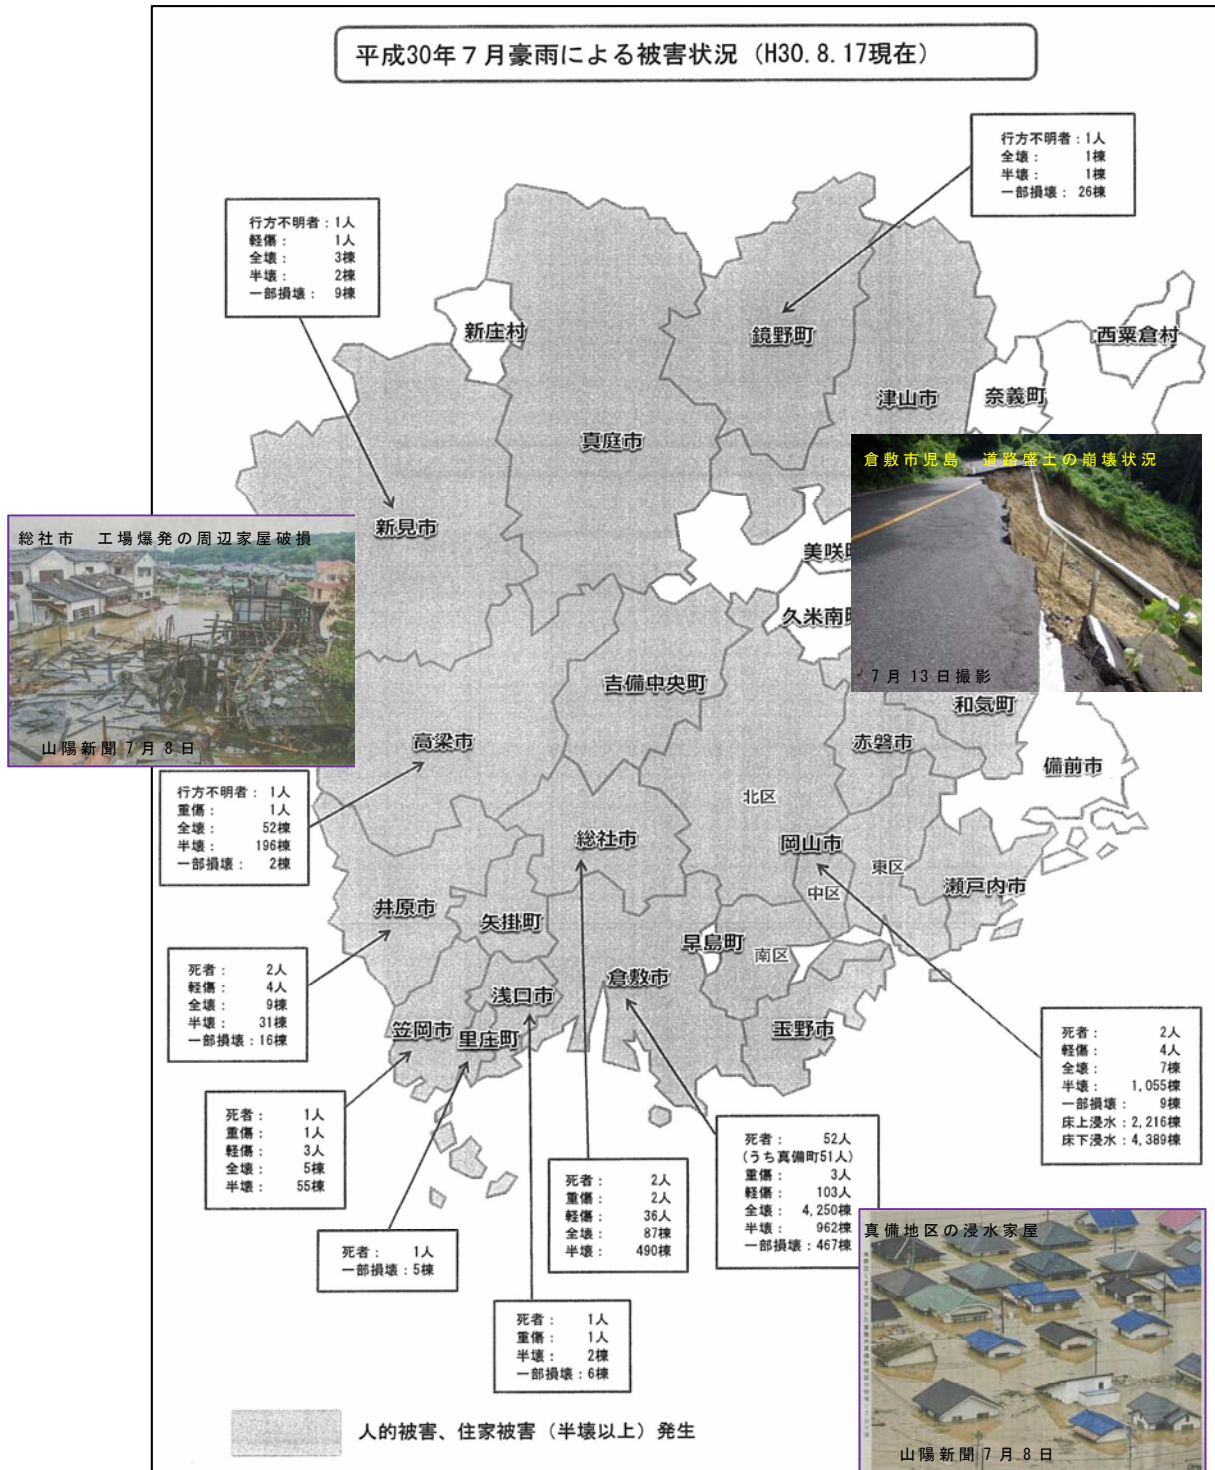 平成30年7月豪雨による被害状況（H30.8.17現在）
行方不明者：1人
全壊： 1棟
半壊： 1棟
一部損壊： 26棟
行方不明者：1人
軽傷： 1人
全壊： 3棟
半壊： 2棟
一部損壊： 9棟
新庄村
鏡野町
西粟倉村
奈義町
津山市
真庭市
倉敷市児島 道路盛土の崩壊状況
7月13日撮影
新見市
美咲
久米南
総社市 工場爆発の周辺家屋破損
山陽新聞7月8日
吉備中央町
和気町
高梁市
赤磐市
備前市
行方不明者： 1人
重傷： 1人
全壊： 52棟
半壊： 196棟
一部損壊： 2棟
北区
総社市
岡山市
中区
東区
瀬戸内市
井原市
矢掛町
早島町
南区
倉敷市
浅口市
笠岡市
里庄町
玉野市
死者： 2人
軽傷： 4人
全壊： 9棟
半壊： 31棟
一部損壊：16棟
死者： 2人
軽傷： 4人
全壊： 7棟
半壊： 1,055棟
一部損壊： 9棟
床上浸水：2,216棟
床下浸水：4,389棟
死者： 1人
重傷： 1人
軽傷： 3人
全壊： 5棟
半壊： 55棟
死者： 52人
(うち真備町51人)
重傷： 3人
軽傷： 103人
全壊： 4,250棟
半壊： 962棟
一部損壊：467棟
死者： 2人
重傷： 2人
軽傷： 36人
全壊： 87棟
半壊： 490棟
死者： 1人
一部損壊：5棟
死者： 1人
重傷： 1人
半壊： 2棟
一部損壊：6棟
真備地区の浸水家屋
山陽新聞7月8日
人的被害、住家被害（半壊以上）発生